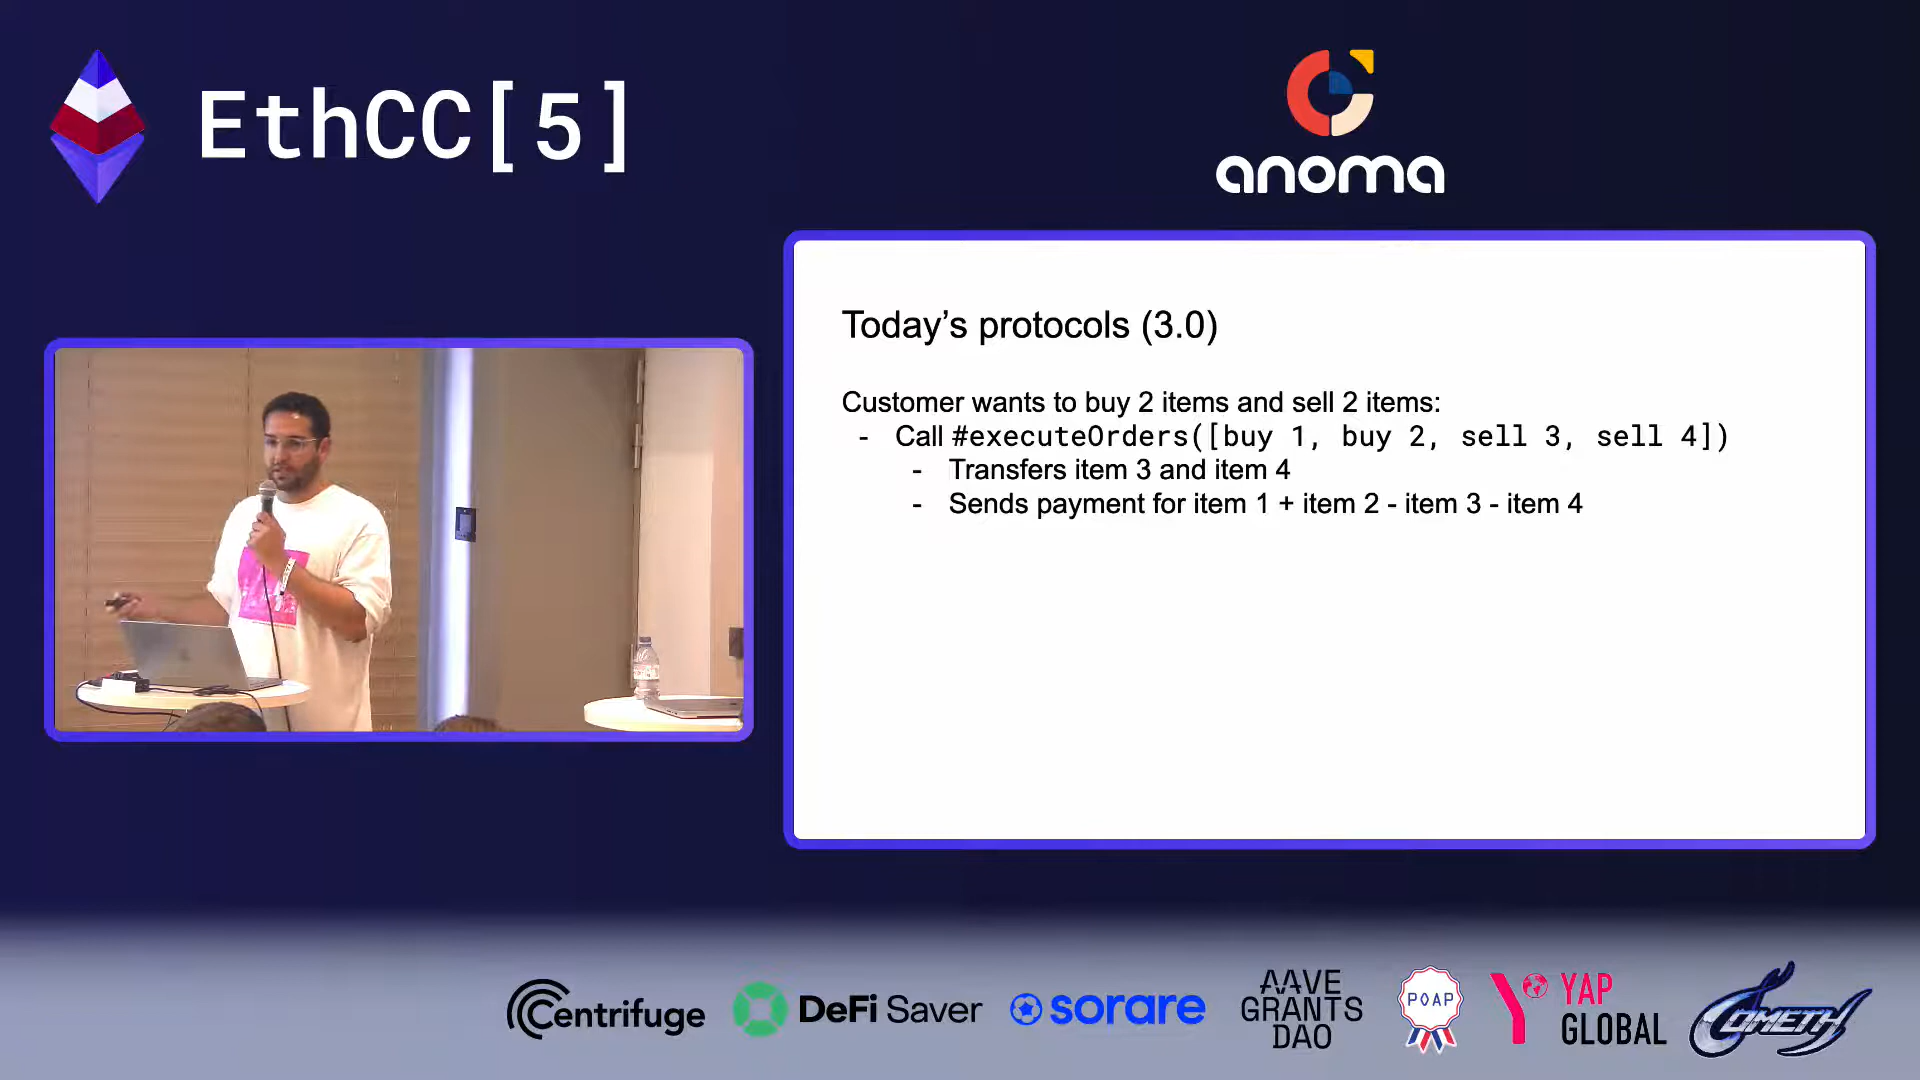 EthCC[5]
anoma
Today’s protocols (3.0)
Customer wants to buy 2 items and sell 2 items:
- Call #executeOrders([buy 1, buy 2, sell 3, sell 4])
- Transfers item 3 and item 4
- Sends payment for item 1 + item 2 - item 3 - item 4
Centrifuge
DeFi Saver
sorare
AAVE
GRANTS
DAO
POAP
YAP
GLOBAL
COMETH